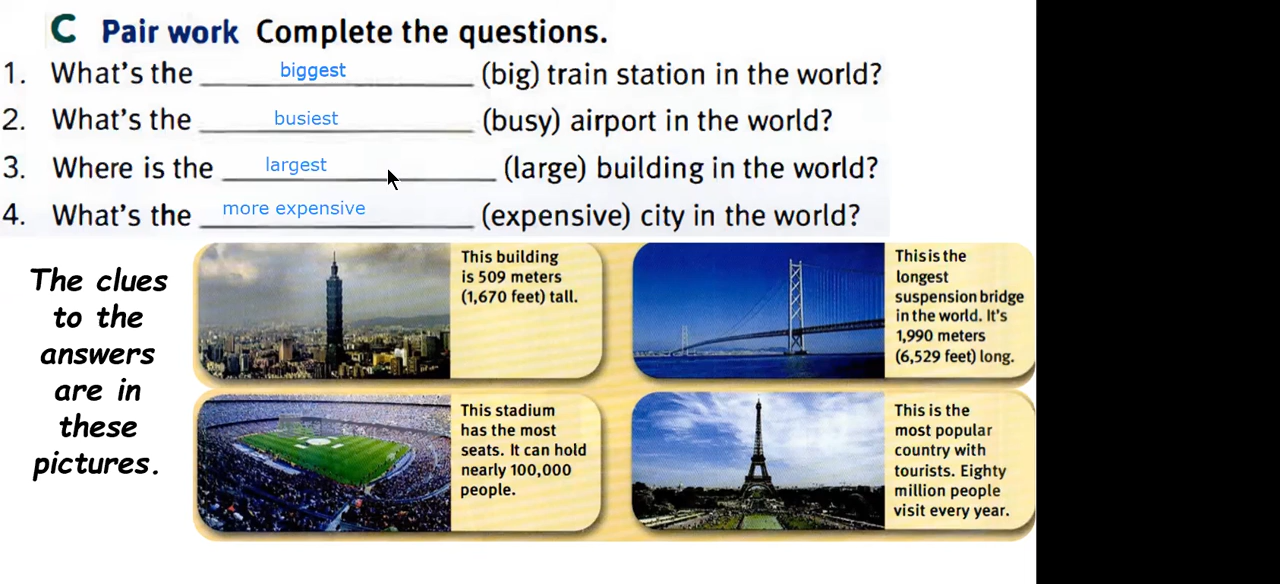 C Pair work Complete the questions.
1. What's the biggest (big) train station in the world?
2. What's the busiest (busy) airport in the world?
3. Where is the largest (large) building in the world?
4. What's the more expensive (expensive) city in the world?
The clues
to the
answers
are in
these
pictures.
This building
is 509 meters
(1,670 feet) tall.
This is the
longest
suspension bridge
in the world. It's
1,990 meters
(6,529 feet) long.
This stadium
has the most
seats. It can hold
nearly 100,000
people.
This is the
most popular
country with
tourists. Eighty
million people
visit every year.